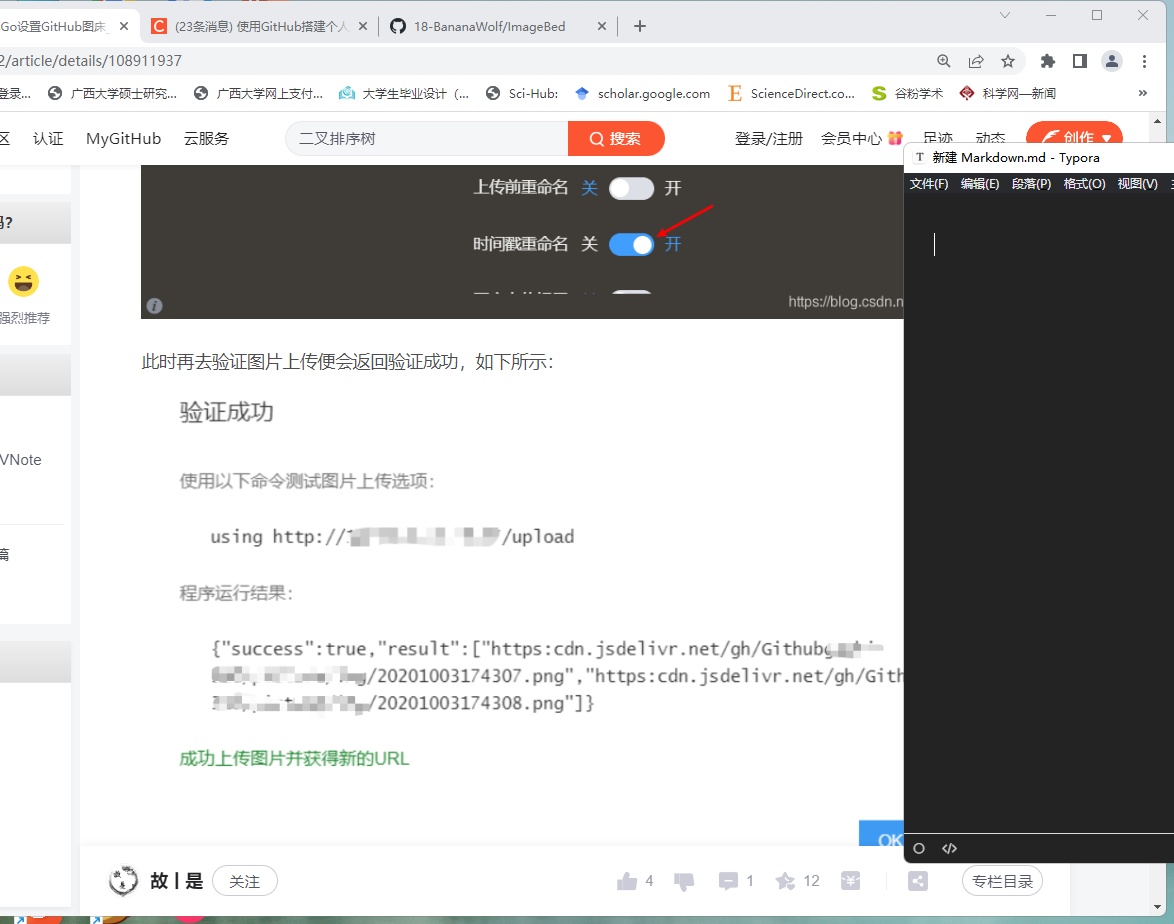 Go设置GitHub图床_
(23条消息) 使用GitHub搭建个人
18-BananaWolf/ImageBed
2/article/details/108911937
登录...
广西大学硕士研究...
广西大学网上支付...
大学生毕业设计（...
Sci-Hub:
scholar.google.com
ScienceDirect.co...
谷粉学术
科学网—新闻
»
区
认证
MyGitHub
云服务
二叉排序树
搜索
登录/注册
会员中心
足迹
动态
创作
新建 Markdown.md - Typora
文件(F) 编辑(E) 段落(P) 格式(O) 视图(V)
吗?
强烈推荐
VNote
篇
上传前重命名 关 开
时间戳重命名 关 开
https://blog.csdn.n
此时再去验证图片上传便会返回验证成功，如下所示：
验证成功
使用以下命令测试图片上传选项：
using http:// /upload
程序运行结果：
{"success":true,"result":["https:cdn.jsdelivr.net/gh/Github
/20201003174307.png","https:cdn.jsdelivr.net/gh/Gith
/20201003174308.png"]}
成功上传图片并获得新的URL
OK
故丨是
关注
4
1
12
专栏目录